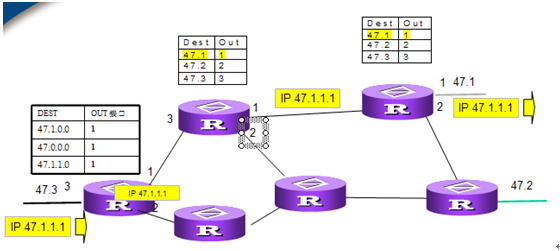 Dest Out
47.1 1
47.2 2
47.3 3
Dest Out
47.1 1
47.2 2
47.3 3
1 47.1
IP 47.1.1.1
IP 47.1.1.1
2
1
3
2
R
R
DEST OUT接口
47.1.0.0 1
47.0.0.0 1
47.1.1.0 1
1
47.3 3
IP 47.1.1.1
2
R
R
R
R
47.2
IP 47.1.1.1